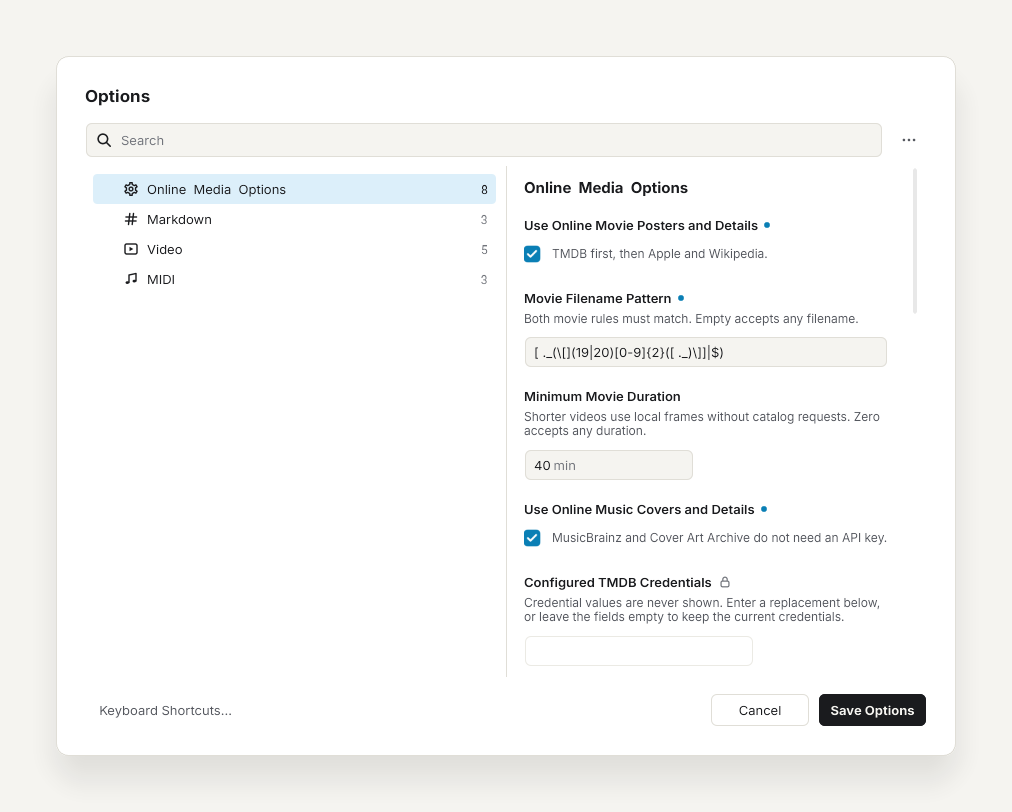 Options
Search
Online Media Options 8
Markdown 3
Video 5
MIDI 3
Online Media Options
Use Online Movie Posters and Details
TMDB first, then Apple and Wikipedia.
Movie Filename Pattern
Both movie rules must match. Empty accepts any filename.
[ ._(\[](19|20)[0-9]{2}([ ._)\]]|$)
Minimum Movie Duration
Shorter videos use local frames without catalog requests. Zero
accepts any duration.
40 min
Use Online Music Covers and Details
MusicBrainz and Cover Art Archive do not need an API key.
Configured TMDB Credentials
Credential values are never shown. Enter a replacement below,
or leave the fields empty to keep the current credentials.
Keyboard Shortcuts...
Cancel
Save Options